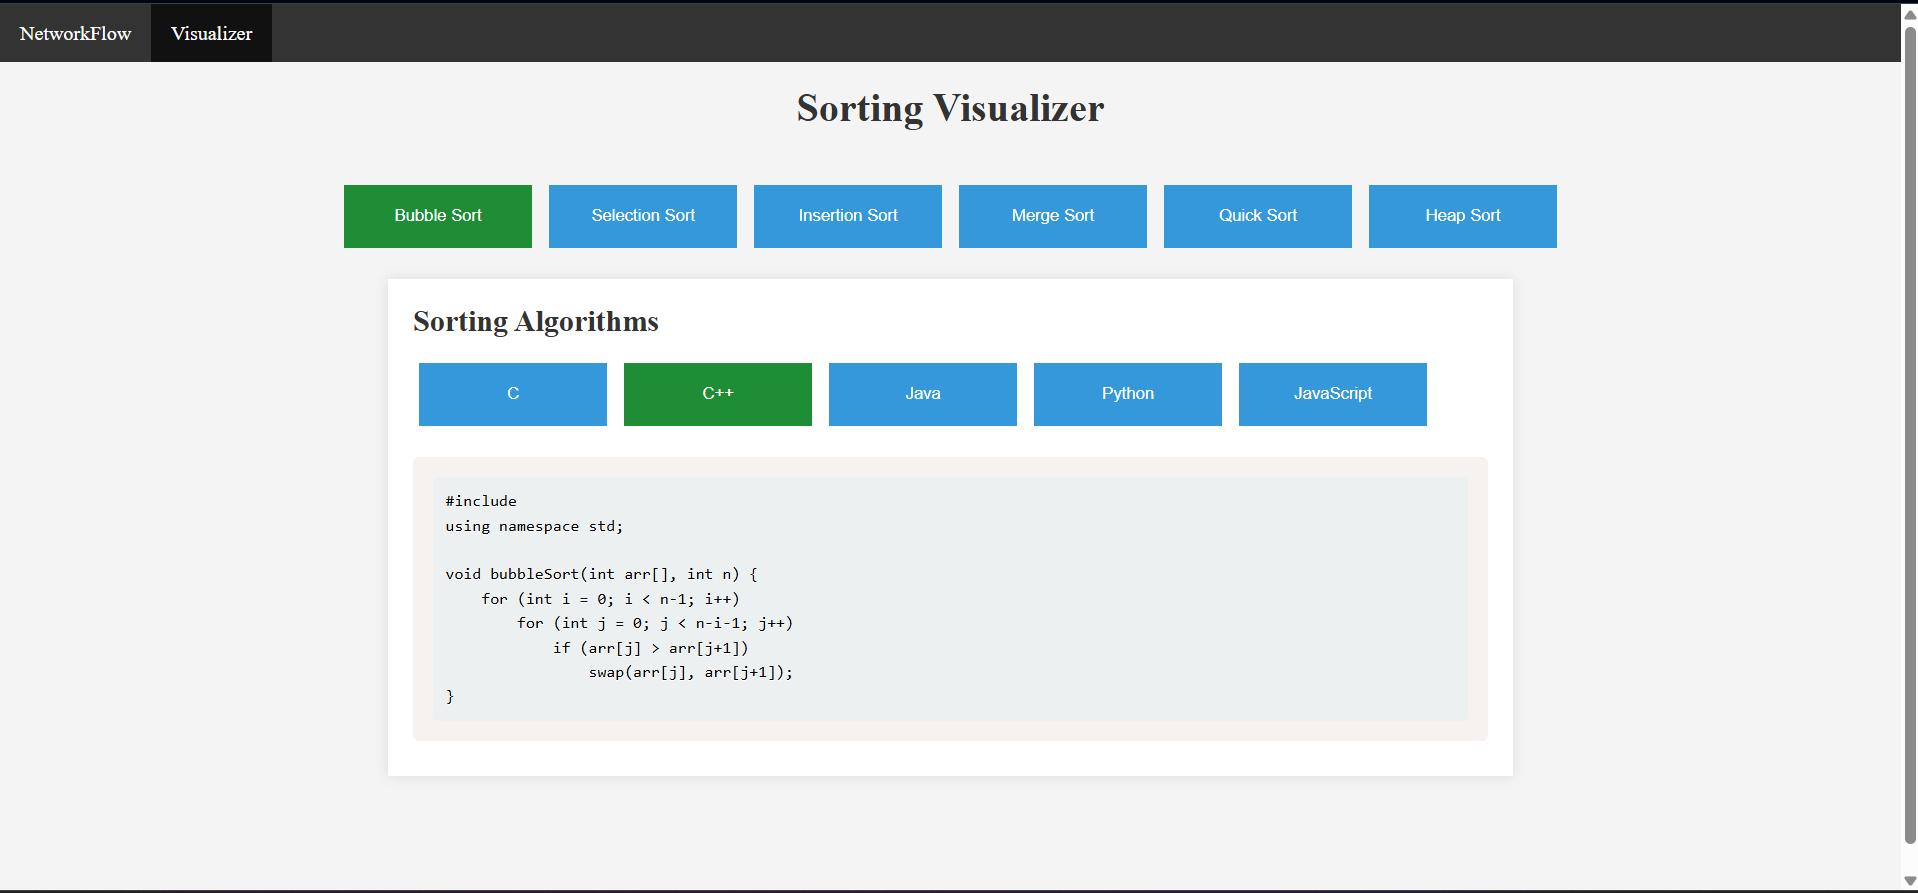 NetworkFlow Visualizer
Sorting Visualizer
Bubble Sort Selection Sort Insertion Sort Merge Sort Quick Sort Heap Sort
Sorting Algorithms
C C++ Java Python JavaScript
#include
using namespace std;
void bubbleSort(int arr[], int n) {
    for (int i = 0; i < n-1; i++)
        for (int j = 0; j < n-i-1; j++)
            if (arr[j] > arr[j+1])
                swap(arr[j], arr[j+1]);
}